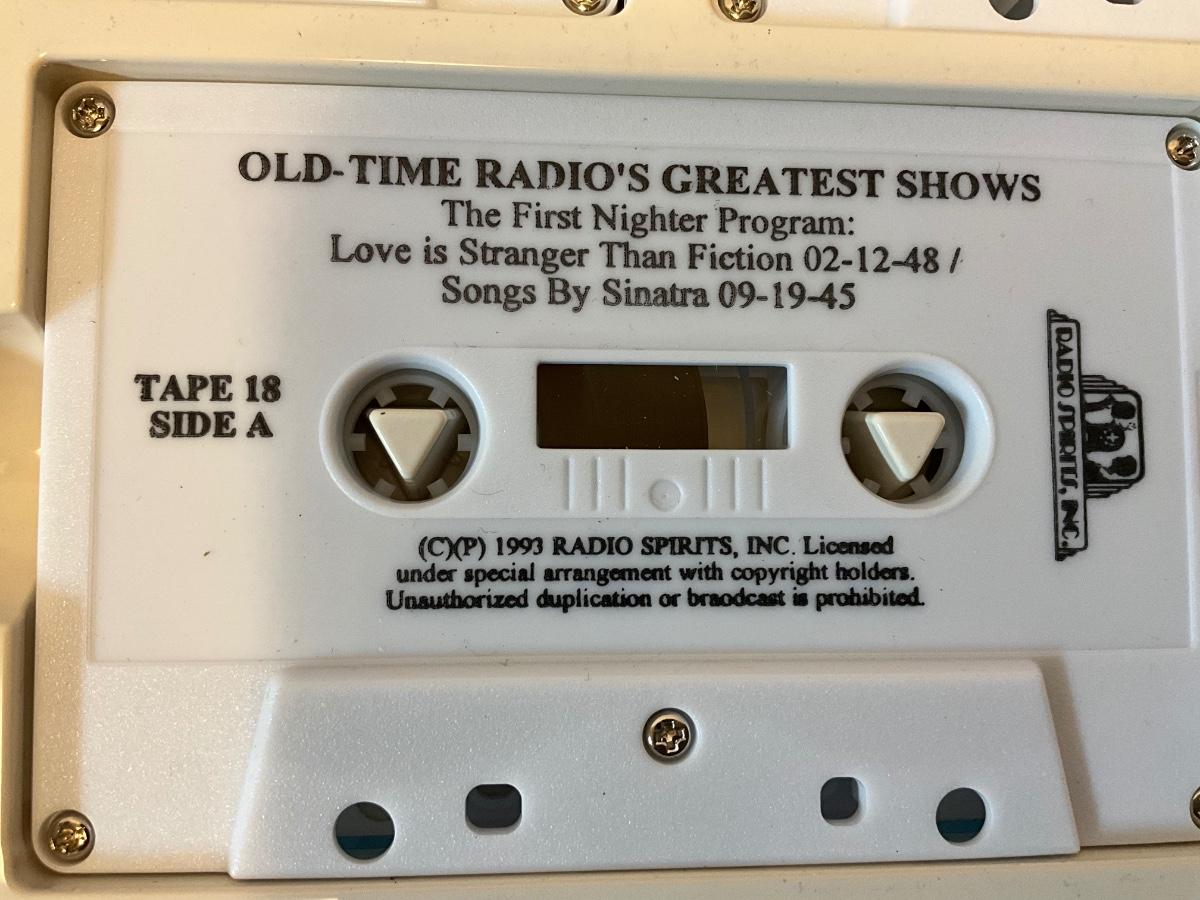 OLD-TIME RADIO'S GREATEST SHOWS
The First Nighter Program:
Love is Stranger Than Fiction 02-12-48 /
Songs By Sinatra 09-19-45
TAPE 18
SIDE A
RADIO SPIRITS, INC.
(C)(P) 1993 RADIO SPIRITS, INC. Licensed
under special arrangement with copyright holders.
Unauthorized duplication or braodcast is prohibited.